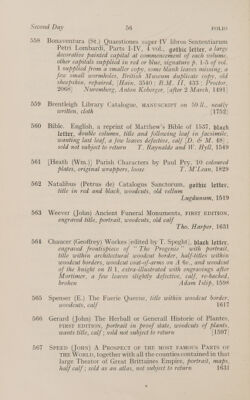 Second Day 56 FOLIO
558 Bonaventura (St.) Quaestiones super IV libros Sententiarum
Petri Lombardi, Parts I-IV, 4 vol., gothic letter, a large
decorative painted capital at commencement of each volume,
other capitals supplied in red or blue, signature p. 1-5 of vol.
1 supplied from a smaller copy, some blank leaves missing, a
few small wormholes, British Museum duplicate copy, old
sheepskin, repaired, [Hain, 3540; B.M. II, 433; Proctor,
2068] Nuremberg, Anton Koberger, [after 2 March, 1491]
559 Brentleigh Library Catalogue, MANUSCRIPT on 50 ll., neatly
written, cloth [1752]
560 Bible. English, a reprint of Matthew's Bible of 1537, black
letter, double column, title and following leaf in facsimile,
wanting last leaf, a few leaves defective, calf [D. & M. 48];
sold not subject to return T. Raynalde and W. Hyll, 1549
561 [Heath (Wm.)] Parish Characters by Paul Pry, 10 coloured
plates, original wrappers, loose T. M'Lean, 1829
562 Natalibus (Petrus de) Catalogus Sanctorum, gothic letter,
title in red and black, woodcuts, old vellum
Lugdunum, 1519
563 Weever (John) Ancient Funeral Monuments, FIRST EDITION,
engraved title, portrait, woodcuts, old calf
Tho. Harper, 1631
564 Chaucer (Geoffrey) Workes [edited by T. Speght], black letter,
engraved frontispiece of "The Progenie" with portrait,
title within architectural woodcut border, half-titles within
woodcut borders, woodcut coat-of-arms on A 6v., and woodcut
of the knight on B 1, extra-illustrated with engravings after
Mortimer, a few leaves slightly defective, calf, re-backed,
broken Adam Islip, 1598
565 Spenser (E.) The Faerie Queene, title within woodcut border,
woodcuts, calf 1617
566 Gerard (John) The Herball or Generall Historie of Plantes,
FIRST EDITION, portrait in proof state, woodcuts of plants,
wants title, calf; sold not subject to return [1597
567 SPEED (JOHN) A PROSPECT OF THE MOST FAMOUS PARTS OF
THE WORLD, together with all the counties contained in that
large Theator of Great Brittaines Empire, portrait, maps,
half calf; sold as an atlas, not subject to return 1631